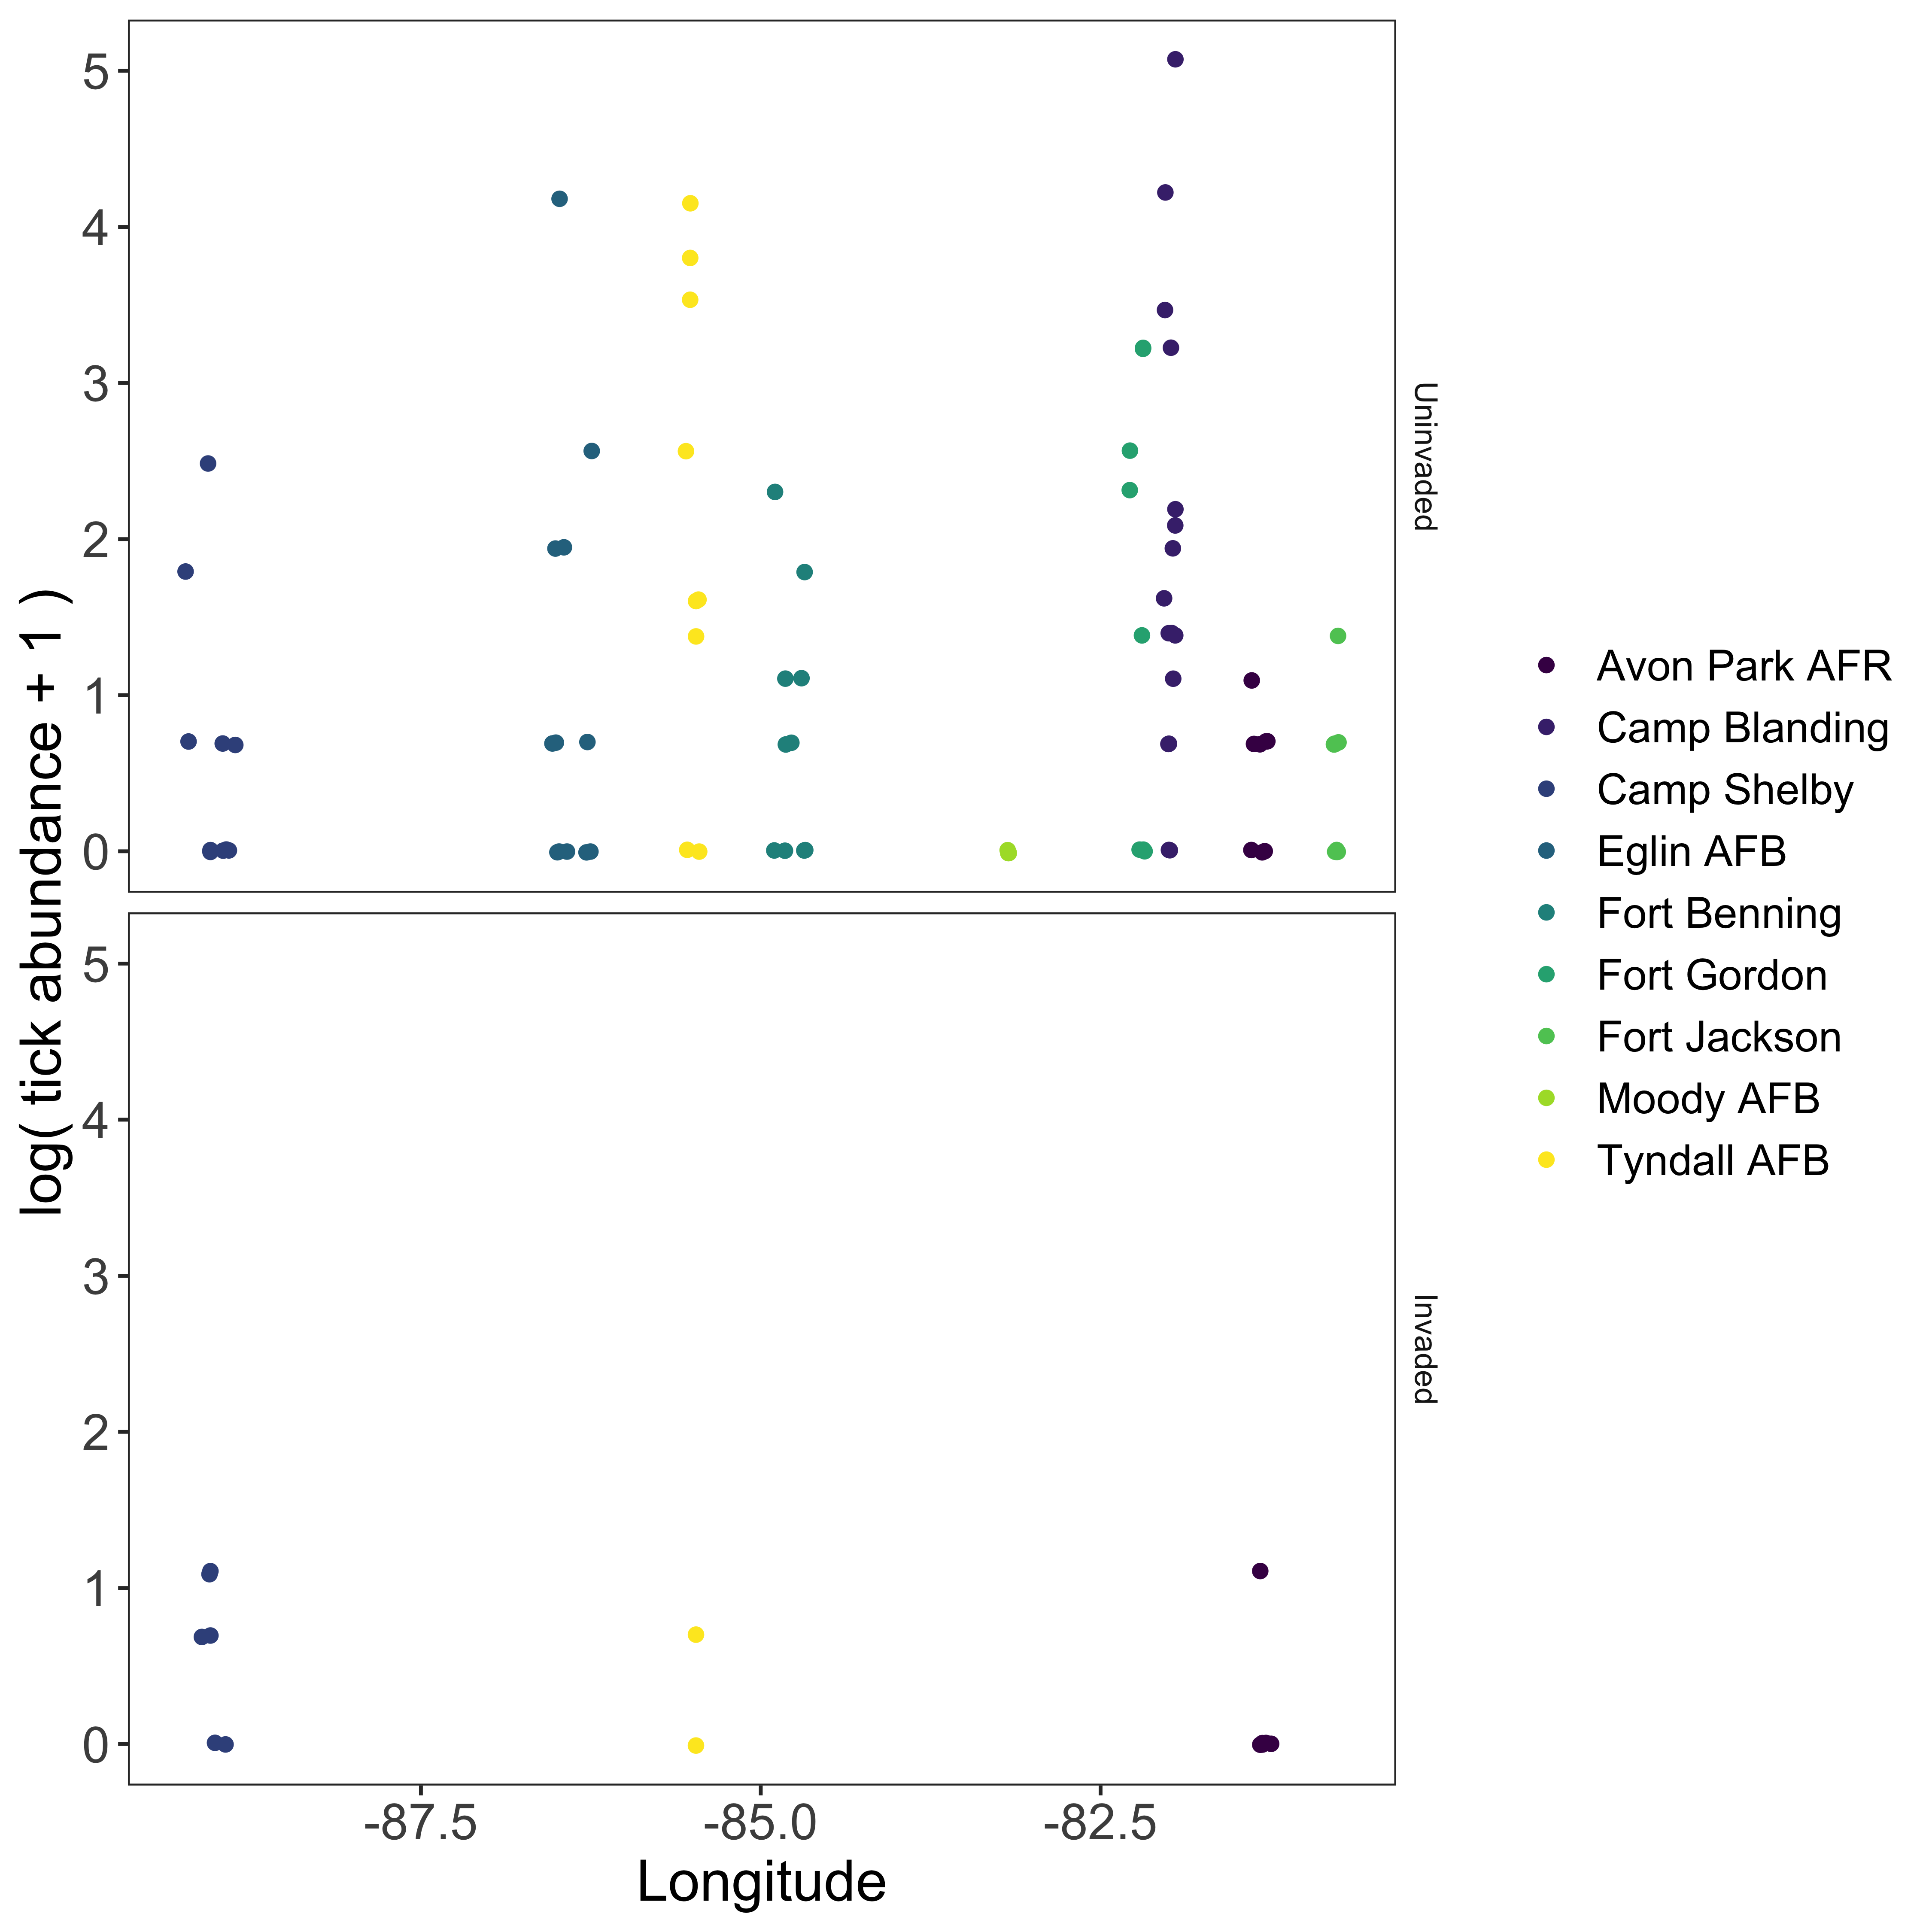 log( tick abundance + 1 )
5
4
3
2
1
0
Uninvaded
5
4
3
2
1
0
Invaded
-87.5
-85.0
-82.5
Longitude
Avon Park AFR
Camp Blanding
Camp Shelby
Eglin AFB
Fort Benning
Fort Gordon
Fort Jackson
Moody AFB
Tyndall AFB